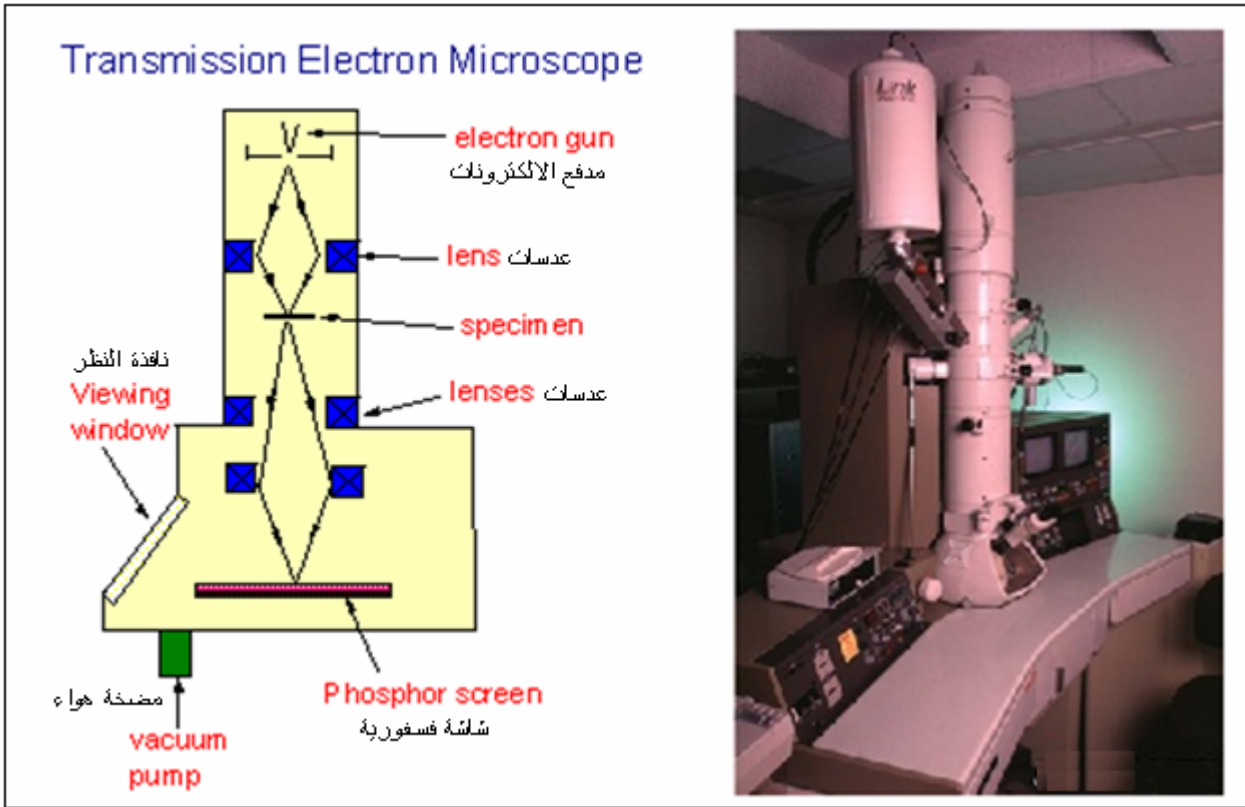 Transmission Electron Microscope
electron gun
مدفع الالكترونات
lens عدسات
specimen
نافذة النظر
Viewing
window
lenses عدسات
Phosphor screen
شاشة فسفورية
مضخة هواء
vacuum
pump
Link